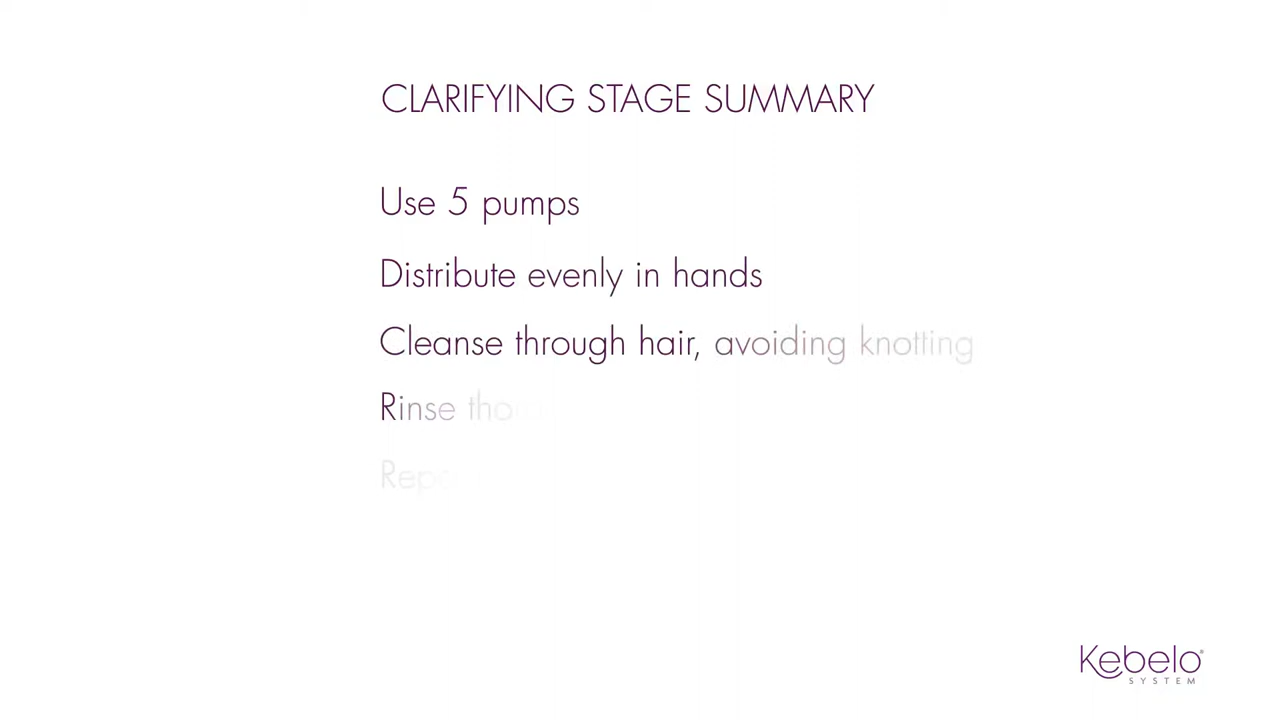 CLARIFYING STAGE SUMMARY
Use 5 pumps
Distribute evenly in hands
Cleanse through hair, avoiding knotting
Rinse
Kebelo®
SYSTEM